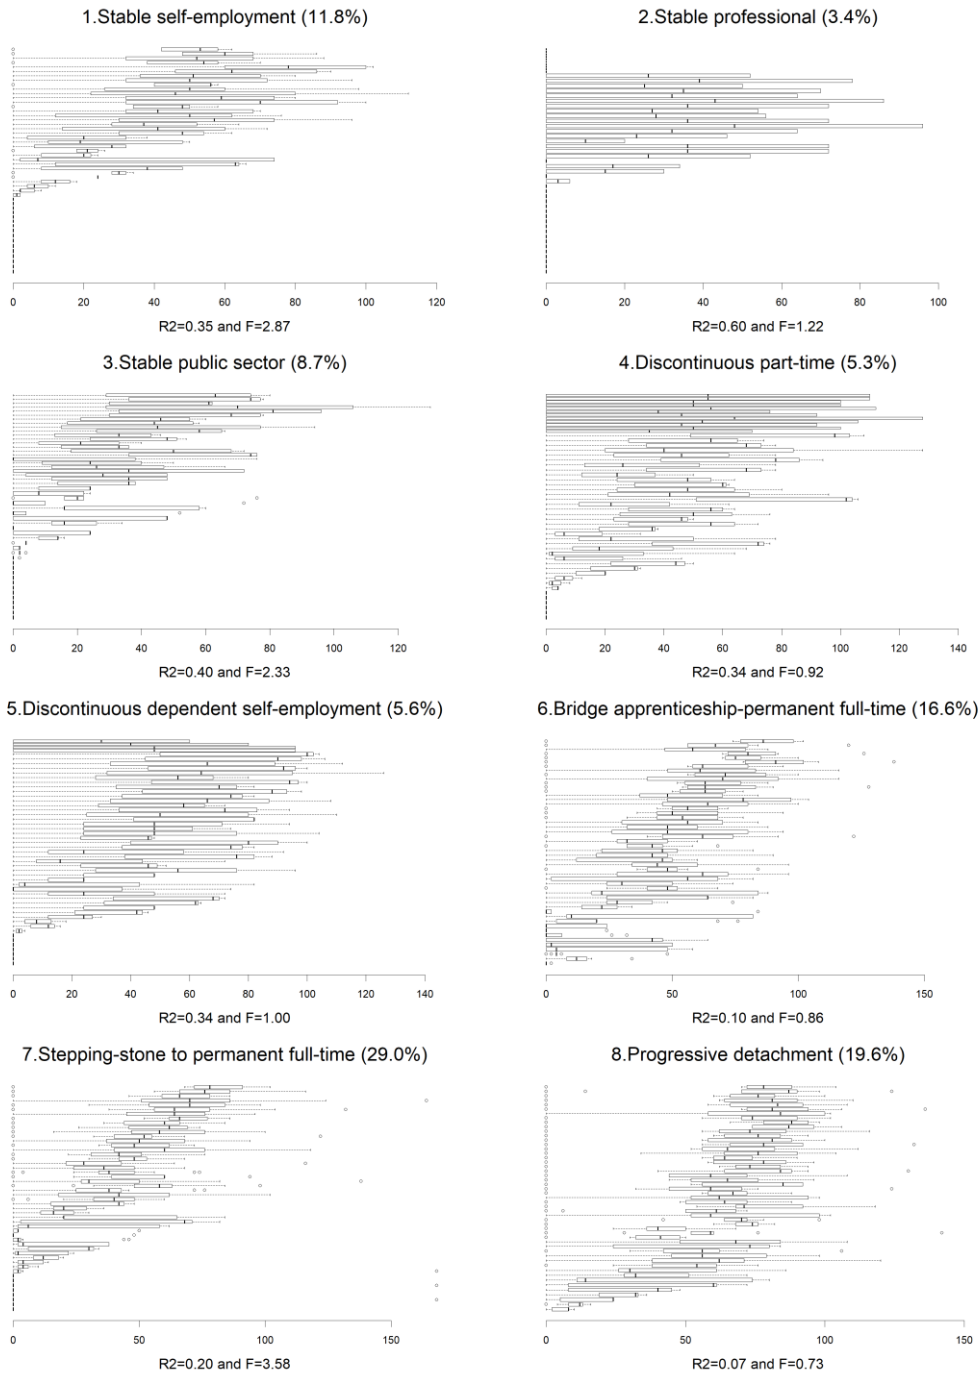 1.Stable self-employment (11.8%)
0 20 40 60 80 100 120
R2=0.35 and F=2.87
2.Stable professional (3.4%)
0 20 40 60 80 100
R2=0.60 and F=1.22
3.Stable public sector (8.7%)
0 20 40 60 80 100 120
R2=0.40 and F=2.33
4.Discontinuous part-time (5.3%)
0 20 40 60 80 100 120 140
R2=0.34 and F=0.92
5.Discontinuous dependent self-employment (5.6%)
0 20 40 60 80 100 120 140
R2=0.34 and F=1.00
6.Bridge apprenticeship-permanent full-time (16.6%)
0 50 100 150
R2=0.10 and F=0.86
7.Stepping-stone to permanent full-time (29.0%)
0 50 100 150
R2=0.20 and F=3.58
8.Progressive detachment (19.6%)
0 50 100 150
R2=0.07 and F=0.73